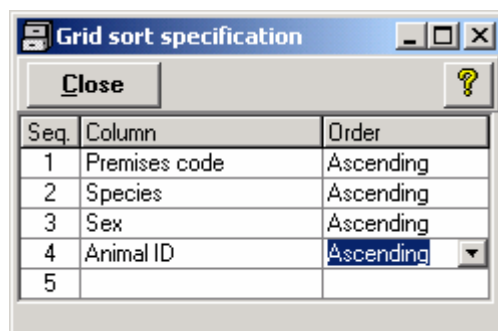 Grid sort specification
Close ?
Seq. Column Order
1 Premises code Ascending
2 Species Ascending
3 Sex Ascending
4 Animal ID Ascending
5